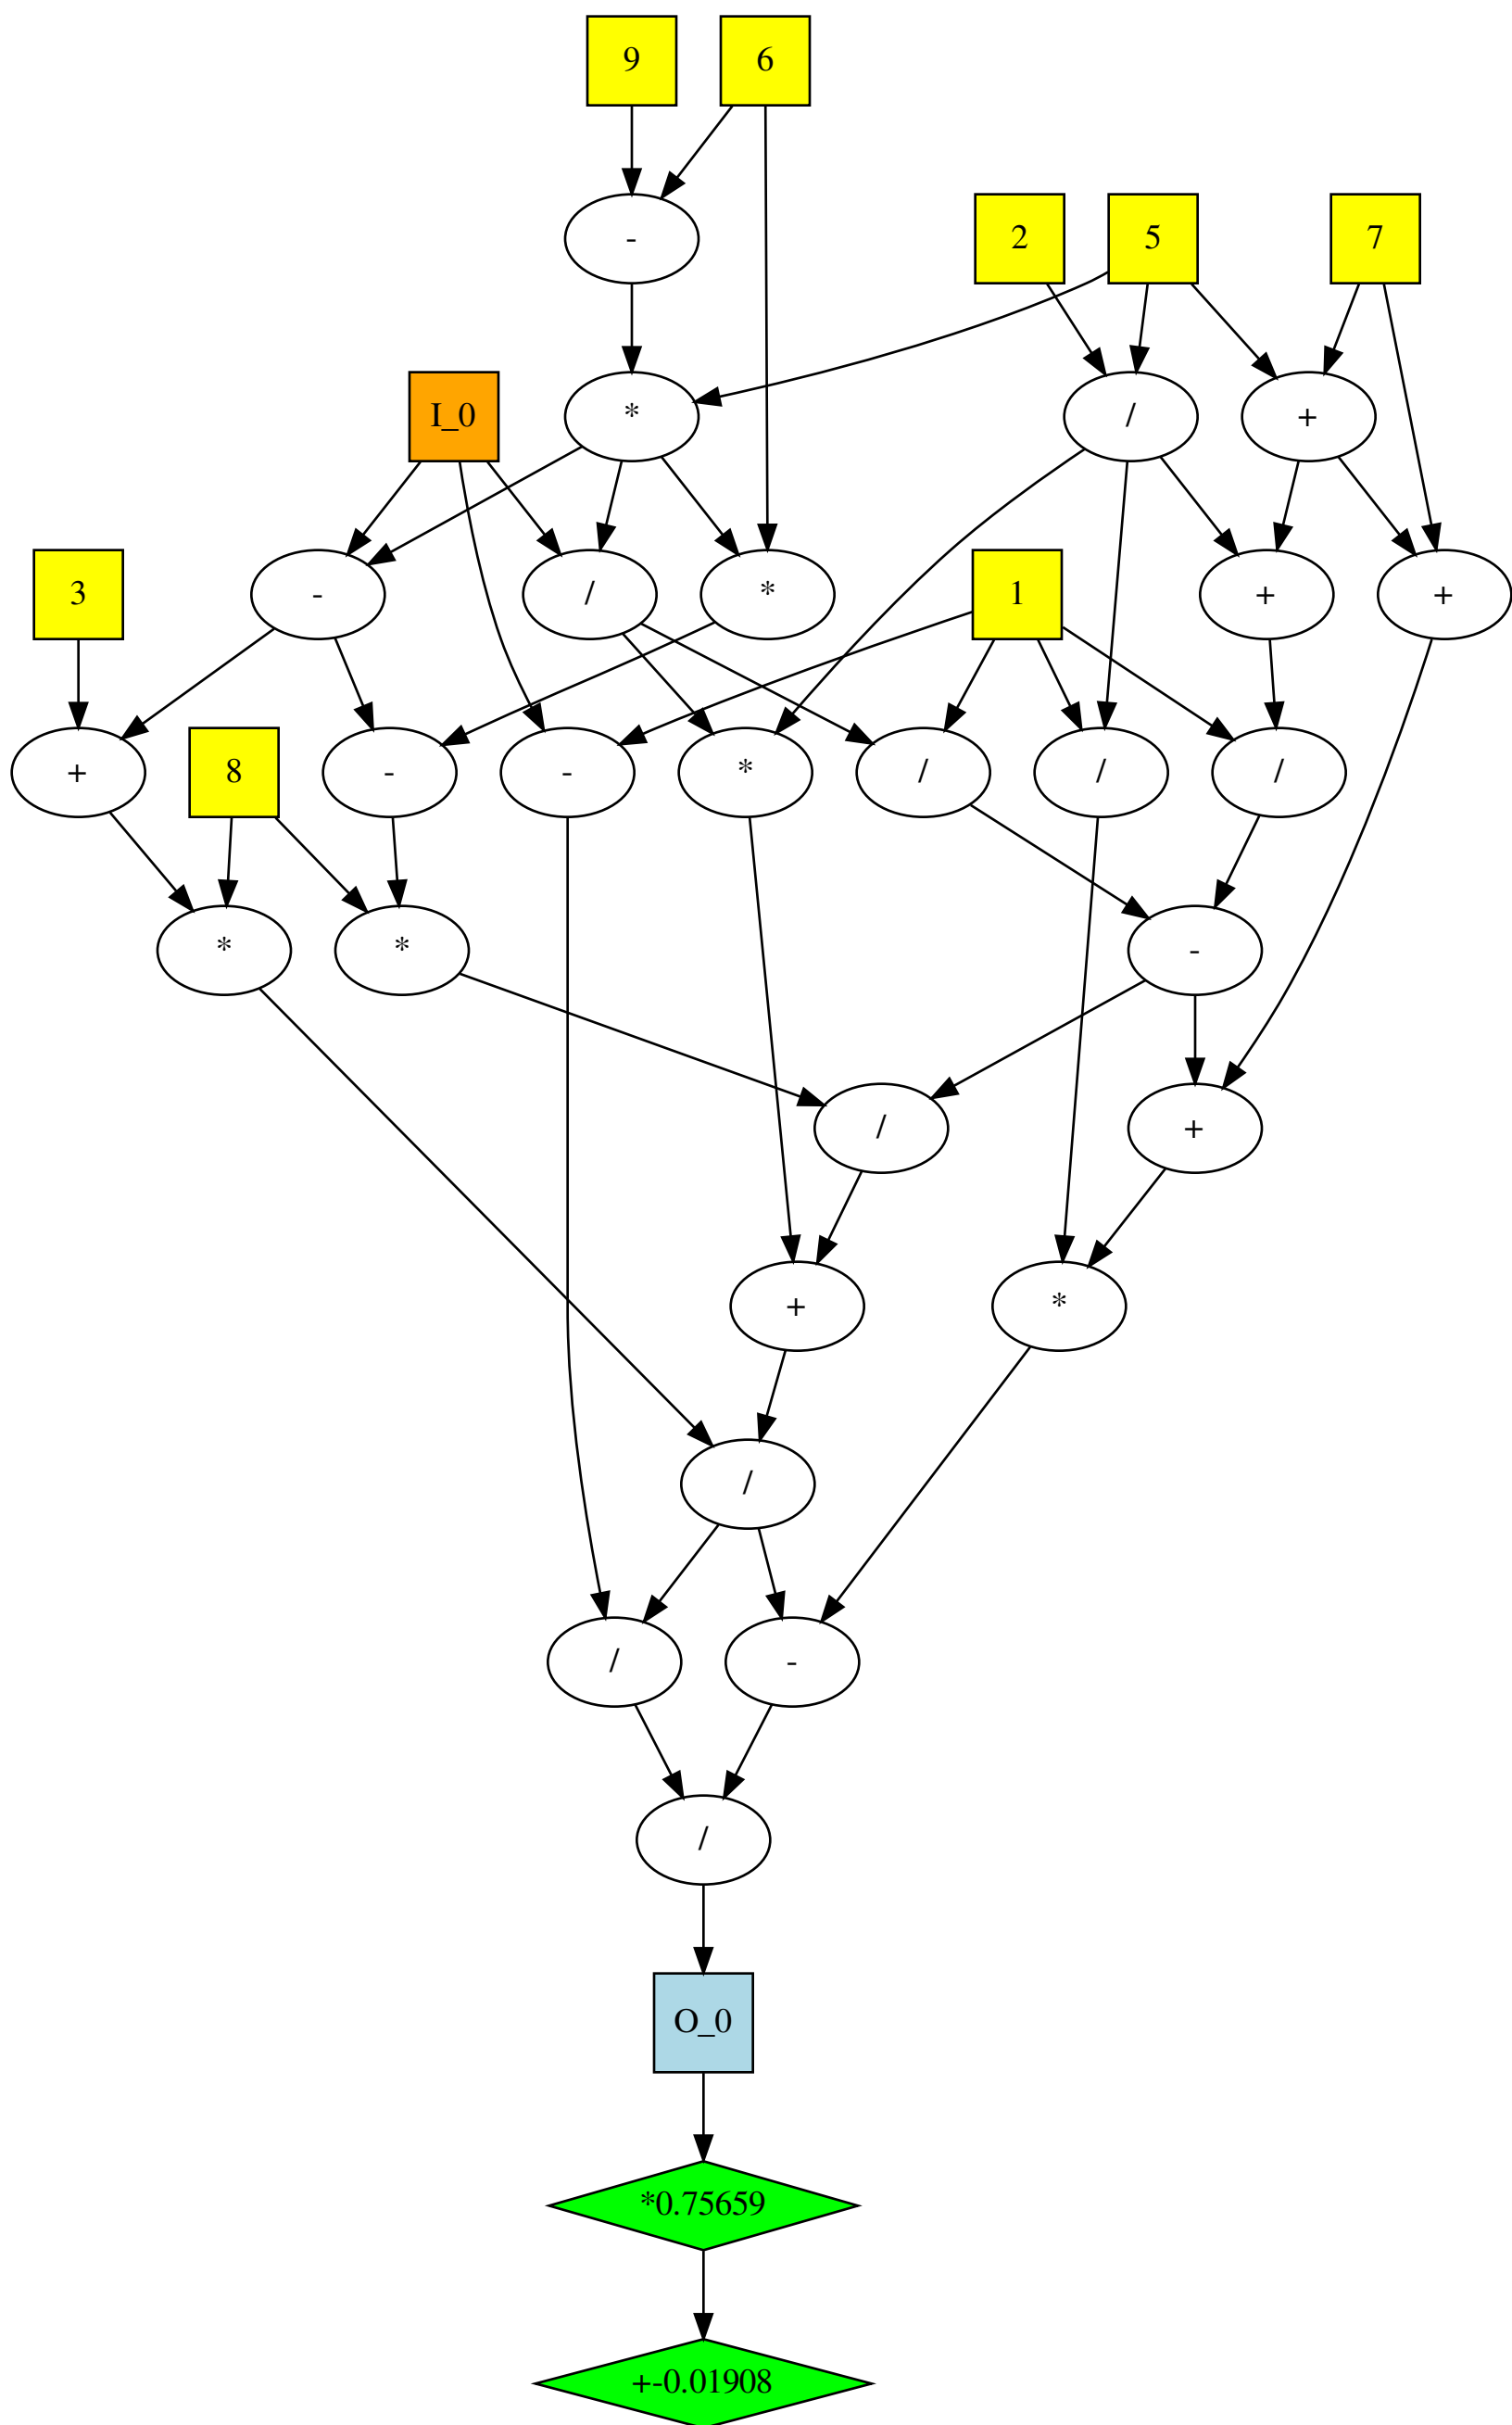 9 6
-
2 5 7
I_0 * / +
3 - / * 1 + +
+ 8 - - * / / /
* * -
/ +
+ *
/
/ -
/
O_0
*0.75659
+-0.01908